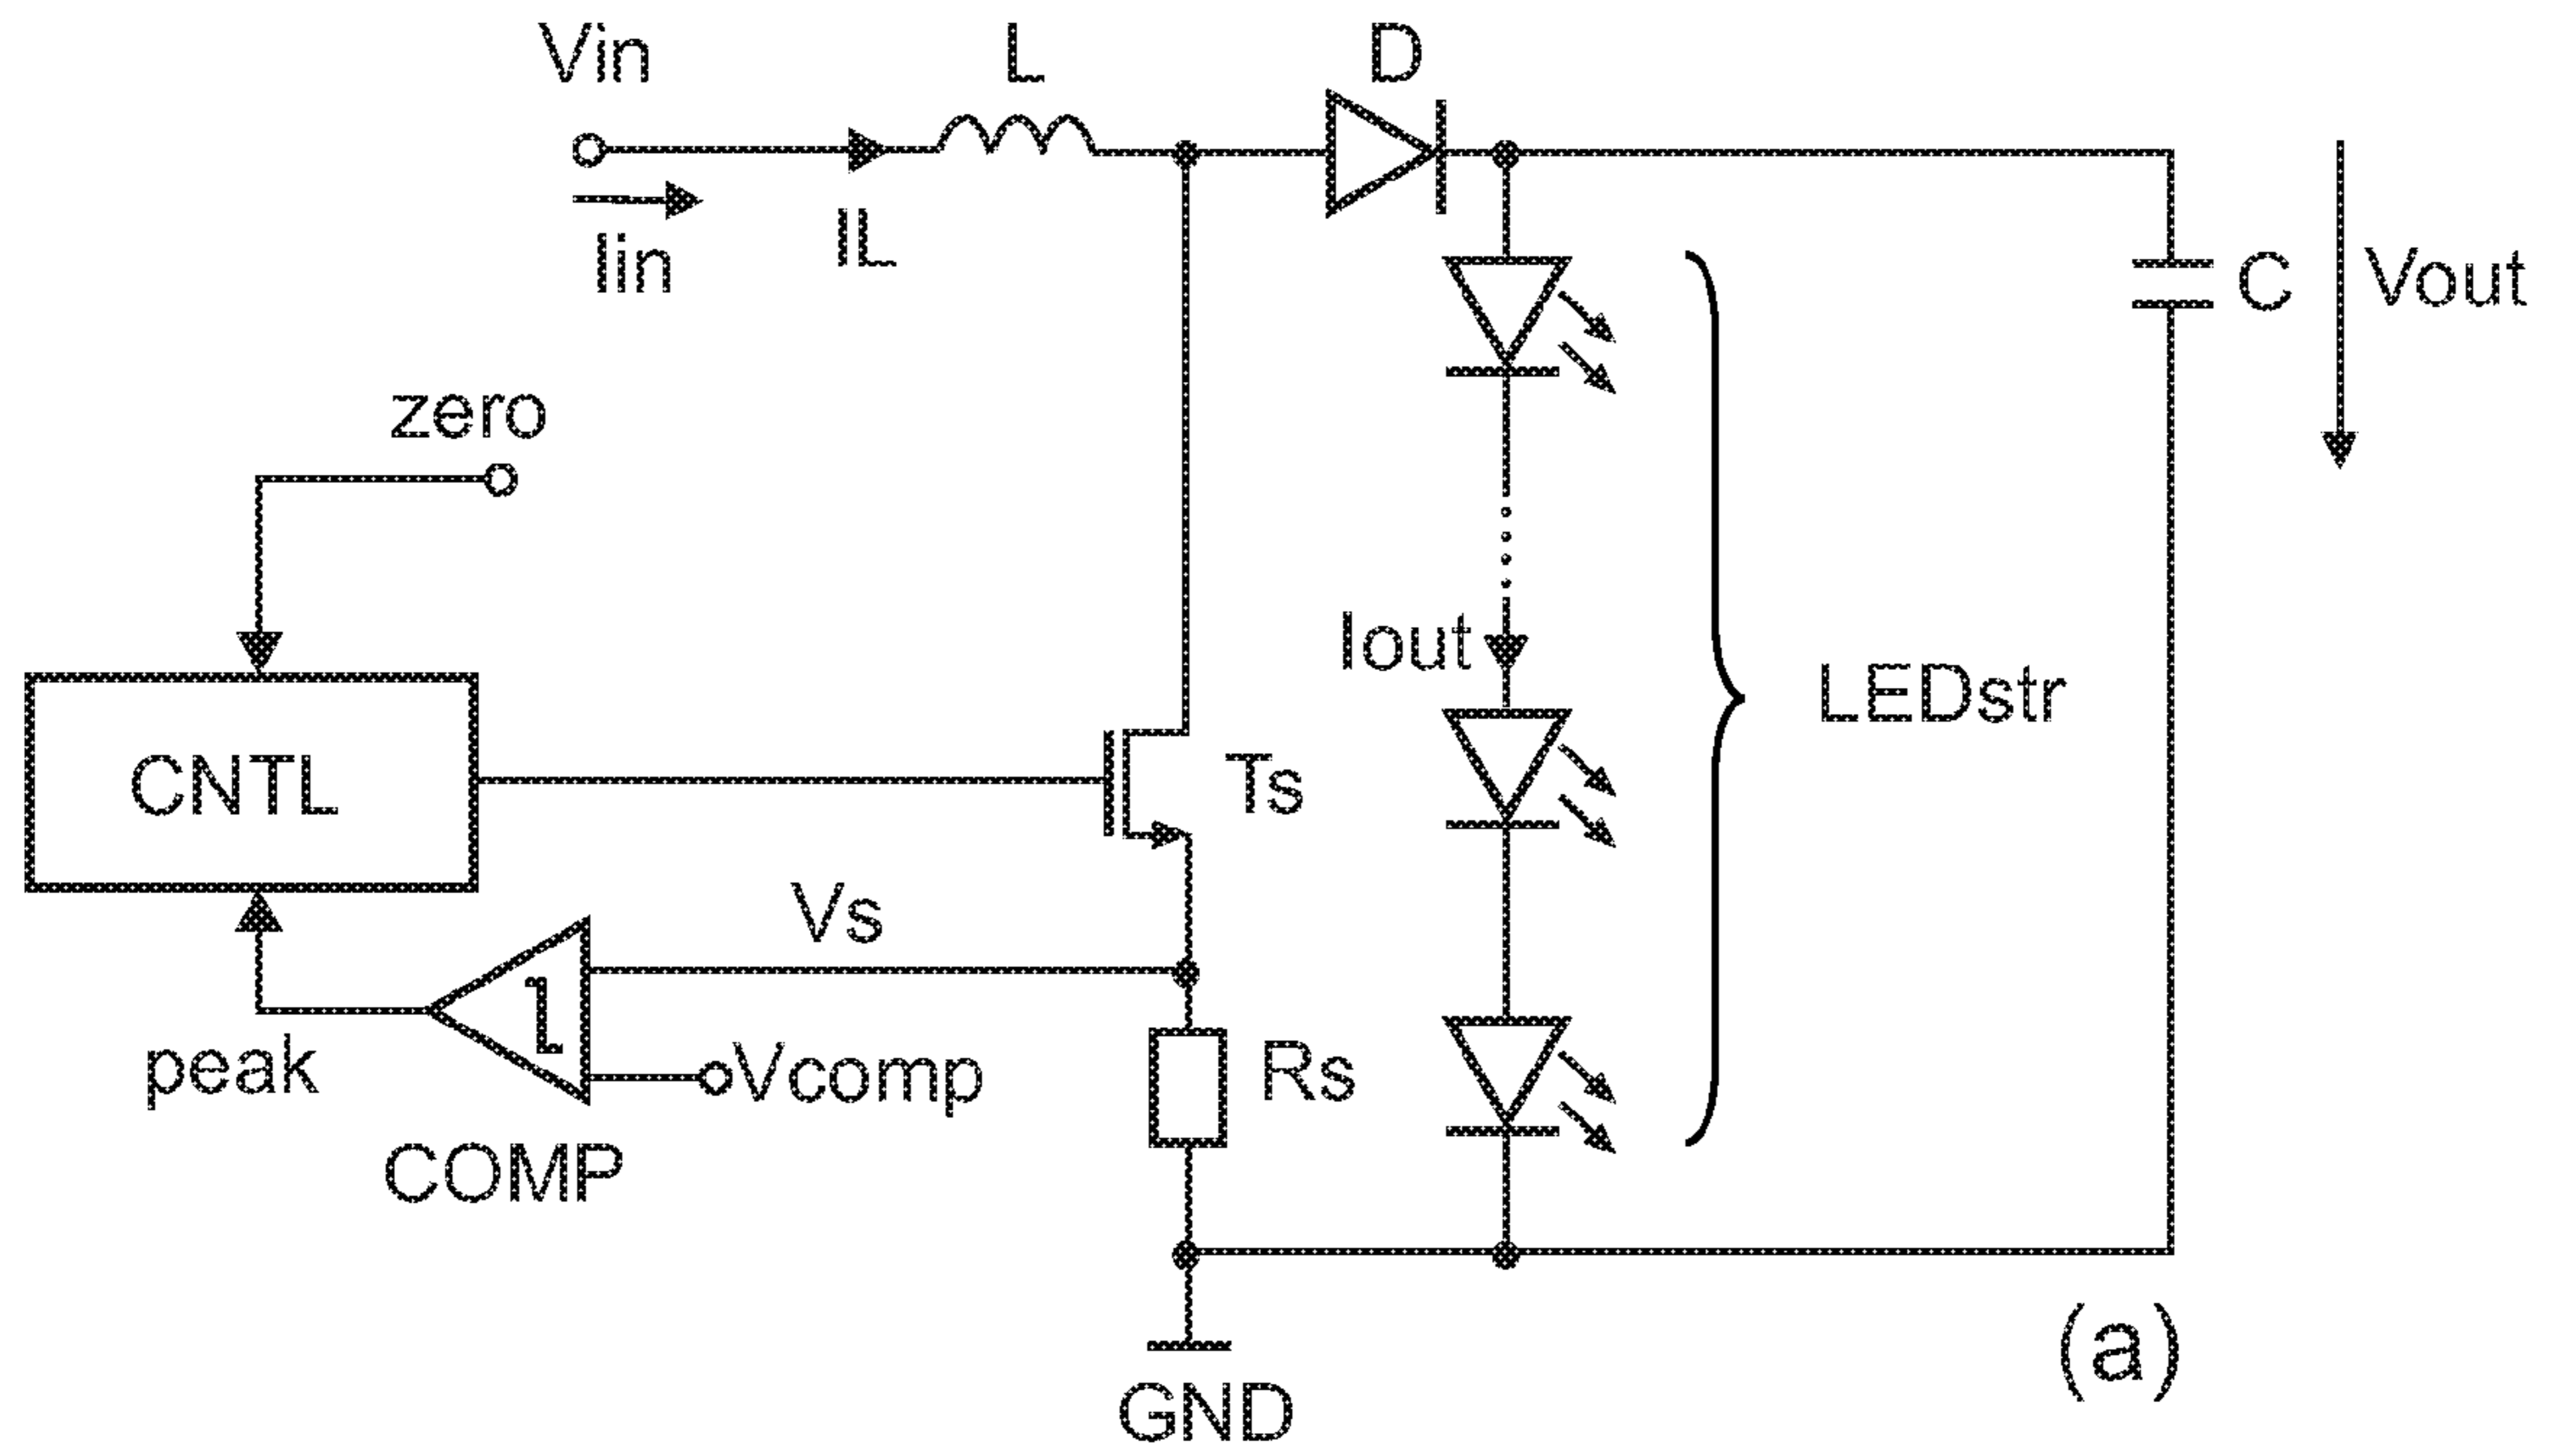 Vin
L
D
Iin
IL
C
Vout
zero
Iout
LEDstr
CNTL
Ts
Vs
peak
Vcomp
Rs
COMP
(a)
GND